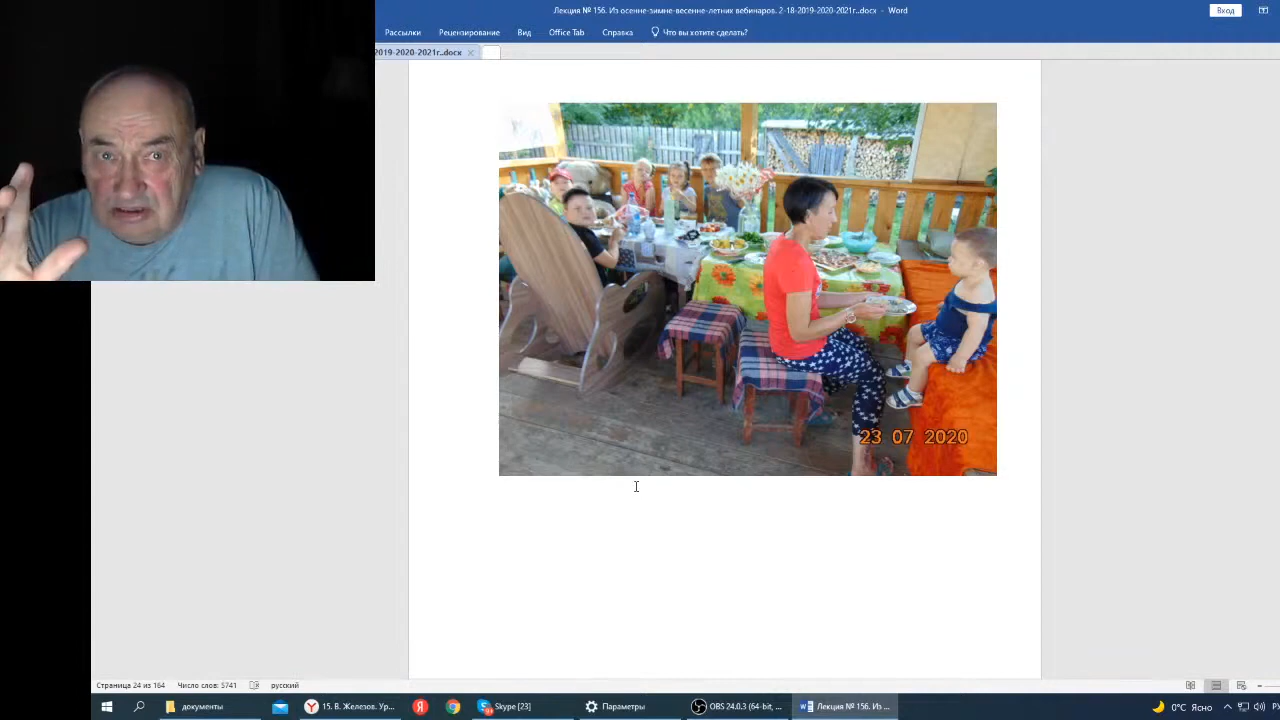 Лекция № 156. Из осенне-зимне-весенне-летних вебинаров. 2-18-2019-2020-2021г..docx - Word
Вход
Рассылки Рецензирование Вид Office Tab Справка Что вы хотите сделать?
2019-2020-2021г..docx
23 07 2020
Страница 24 из 164 Число слов: 5741 русский
документы 15. В. Железов. Ур... Skype [23] Параметры OBS 24.0.3 (64-bit, ... Лекция № 156. Из ... 0°C Ясно